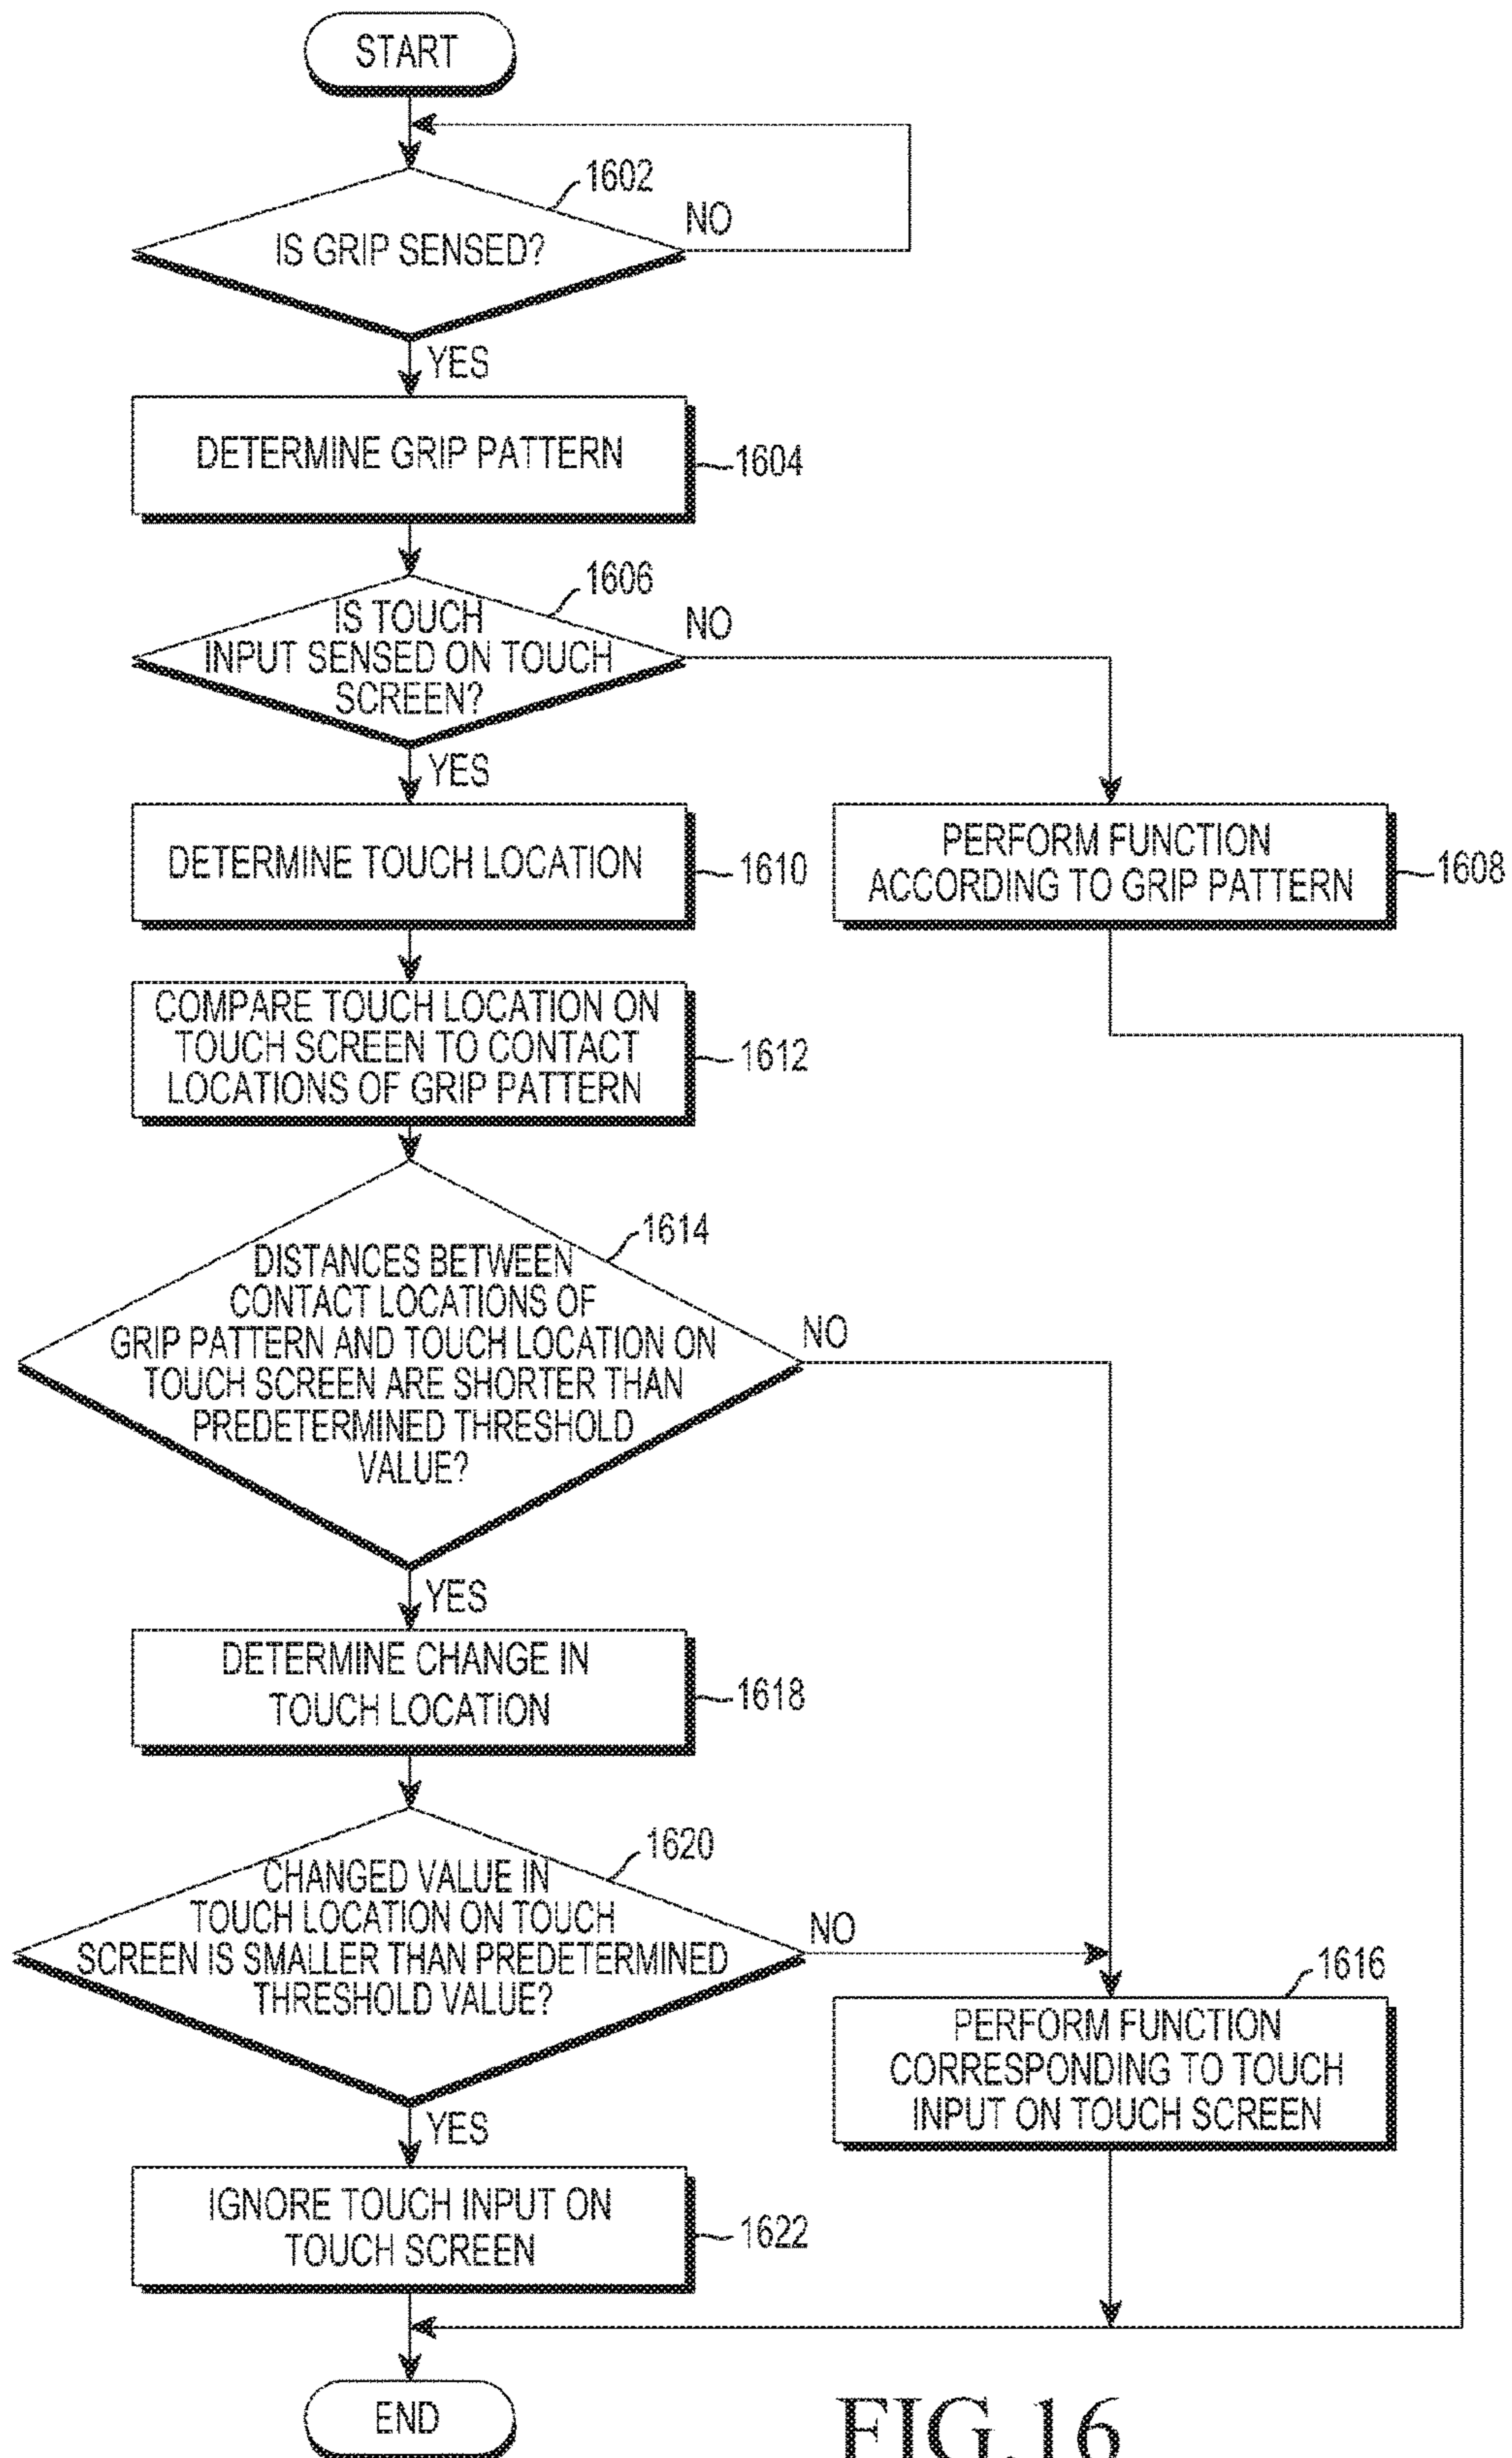 START
1602
NO
IS GRIP SENSED?
YES
DETERMINE GRIP PATTERN
1604
1606
IS TOUCH
INPUT SENSED ON TOUCH
SCREEN?
NO
YES
DETERMINE TOUCH LOCATION
1610
PERFORM FUNCTION
ACCORDING TO GRIP PATTERN
1608
COMPARE TOUCH LOCATION ON
TOUCH SCREEN TO CONTACT
LOCATIONS OF GRIP PATTERN
1612
1614
DISTANCES BETWEEN
CONTACT LOCATIONS OF
GRIP PATTERN AND TOUCH LOCATION ON
TOUCH SCREEN ARE SHORTER THAN
PREDETERMINED THRESHOLD
VALUE?
NO
YES
DETERMINE CHANGE IN
TOUCH LOCATION
1618
1620
CHANGED VALUE IN
TOUCH LOCATION ON TOUCH
SCREEN IS SMALLER THAN PREDETERMINED
THRESHOLD VALUE?
NO
1616
PERFORM FUNCTION
CORRESPONDING TO TOUCH
INPUT ON TOUCH SCREEN
YES
IGNORE TOUCH INPUT ON
TOUCH SCREEN
1622
END
FIG.16